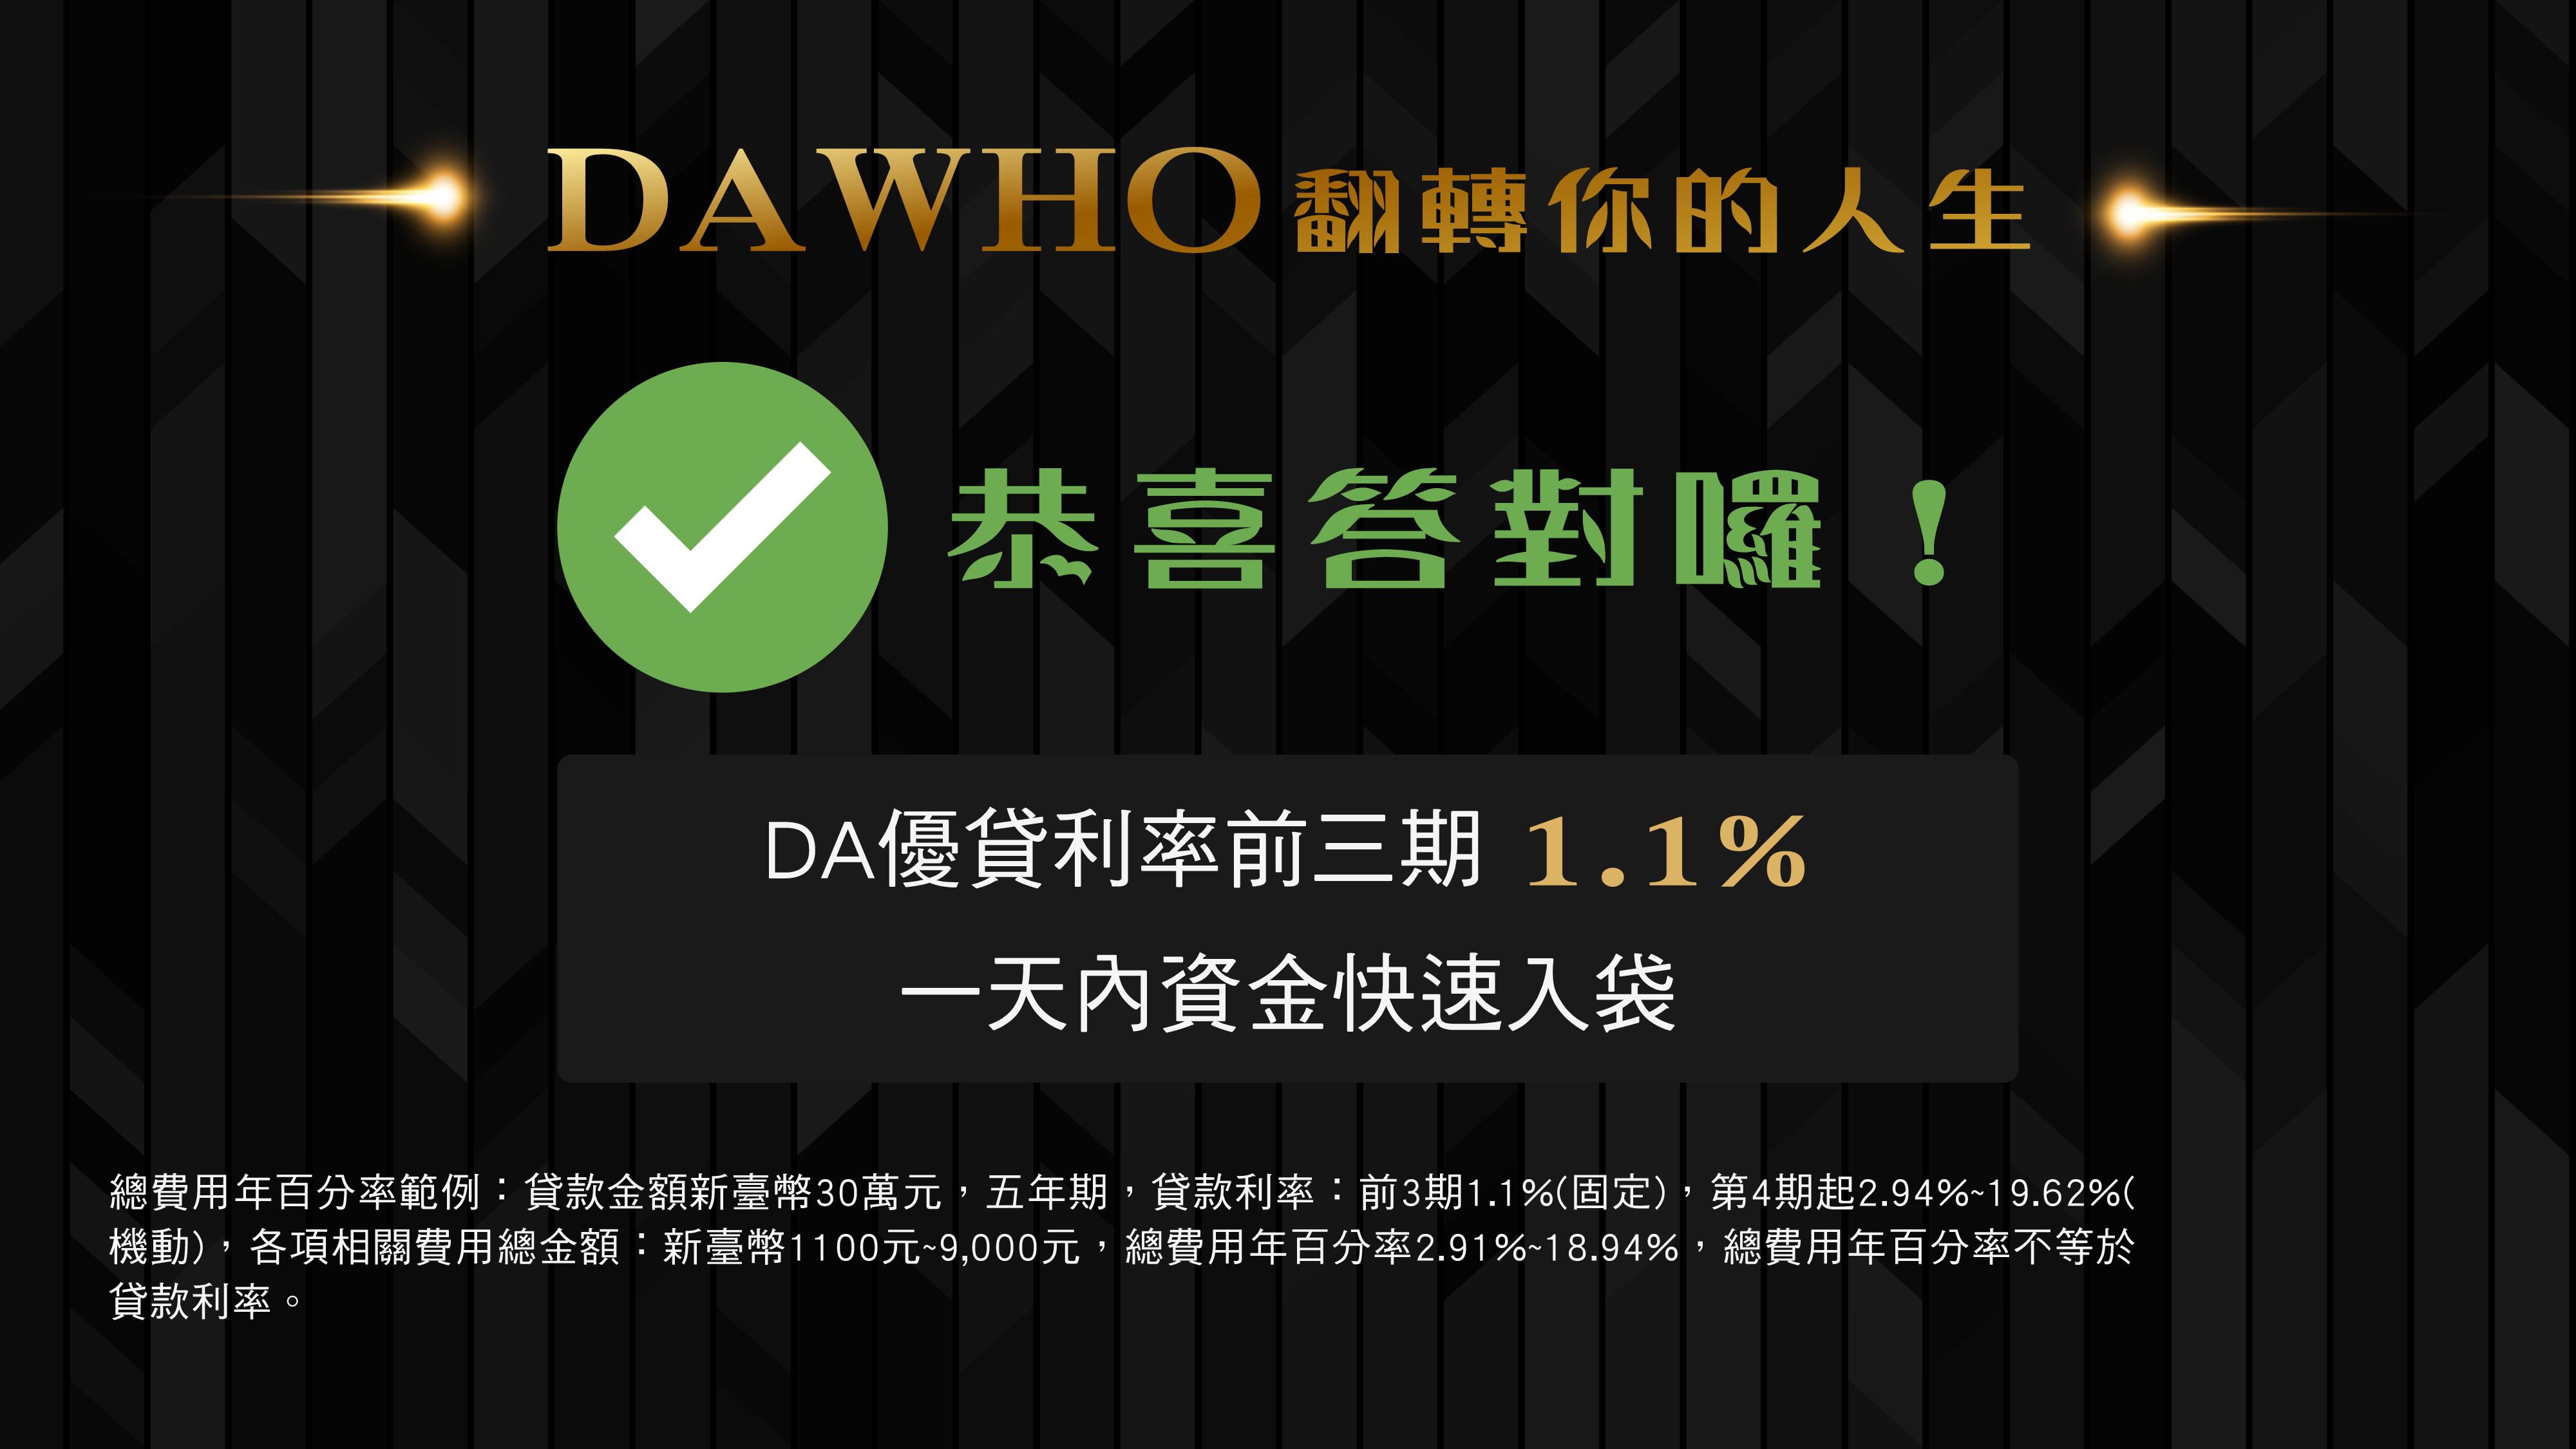 DAWHO翻轉你的人生
恭喜答對囉！
DA優貸利率前三期 1.1%
一天內資金快速入袋
總費用年百分率範例：貸款金額新臺幣30萬元，五年期，貸款利率：前3期1.1%(固定)，第4期起2.94%~19.62%(
機動)，各項相關費用總金額：新臺幣1100元~9,000元，總費用年百分率2.91%~18.94%，總費用年百分率不等於
貸款利率。